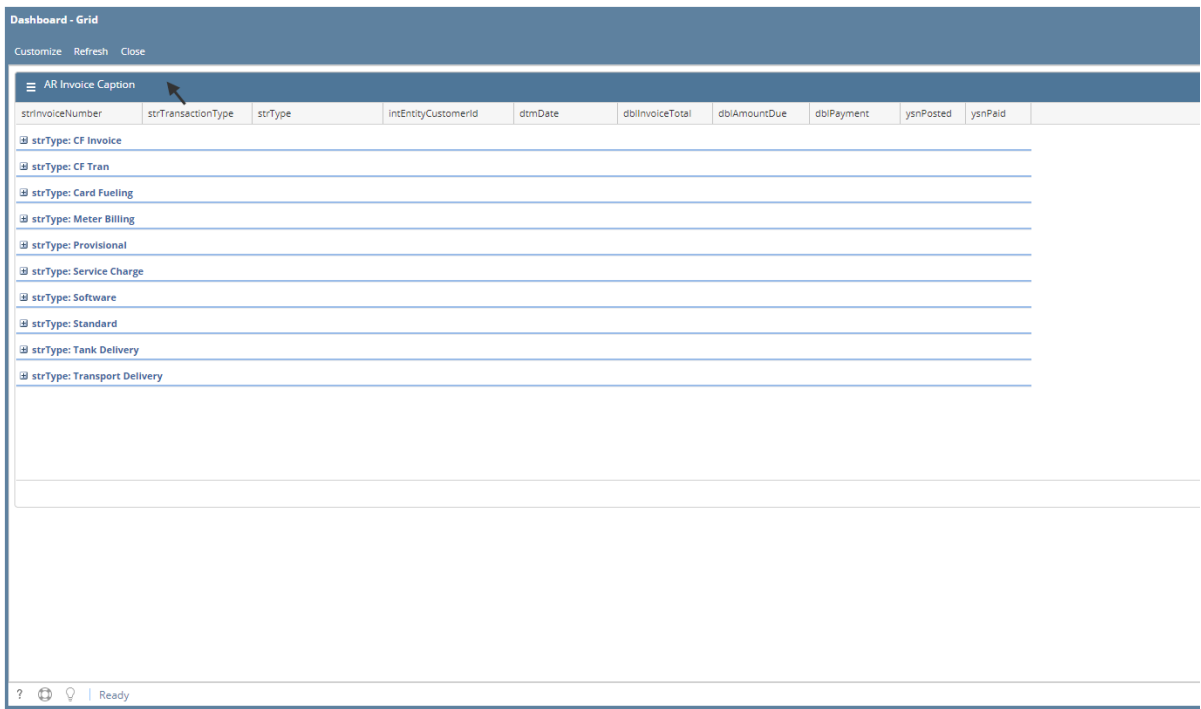 Dashboard - Grid
Customize Refresh Close
AR Invoice Caption
strInvoiceNumber strTransactionType strType intEntityCustomerId dtmDate dblInvoiceTotal dblAmountDue dblPayment ysnPosted ysnPaid
strType: CF Invoice
strType: CF Tran
strType: Card Fueling
strType: Meter Billing
strType: Provisional
strType: Service Charge
strType: Software
strType: Standard
strType: Tank Delivery
strType: Transport Delivery
? Ready